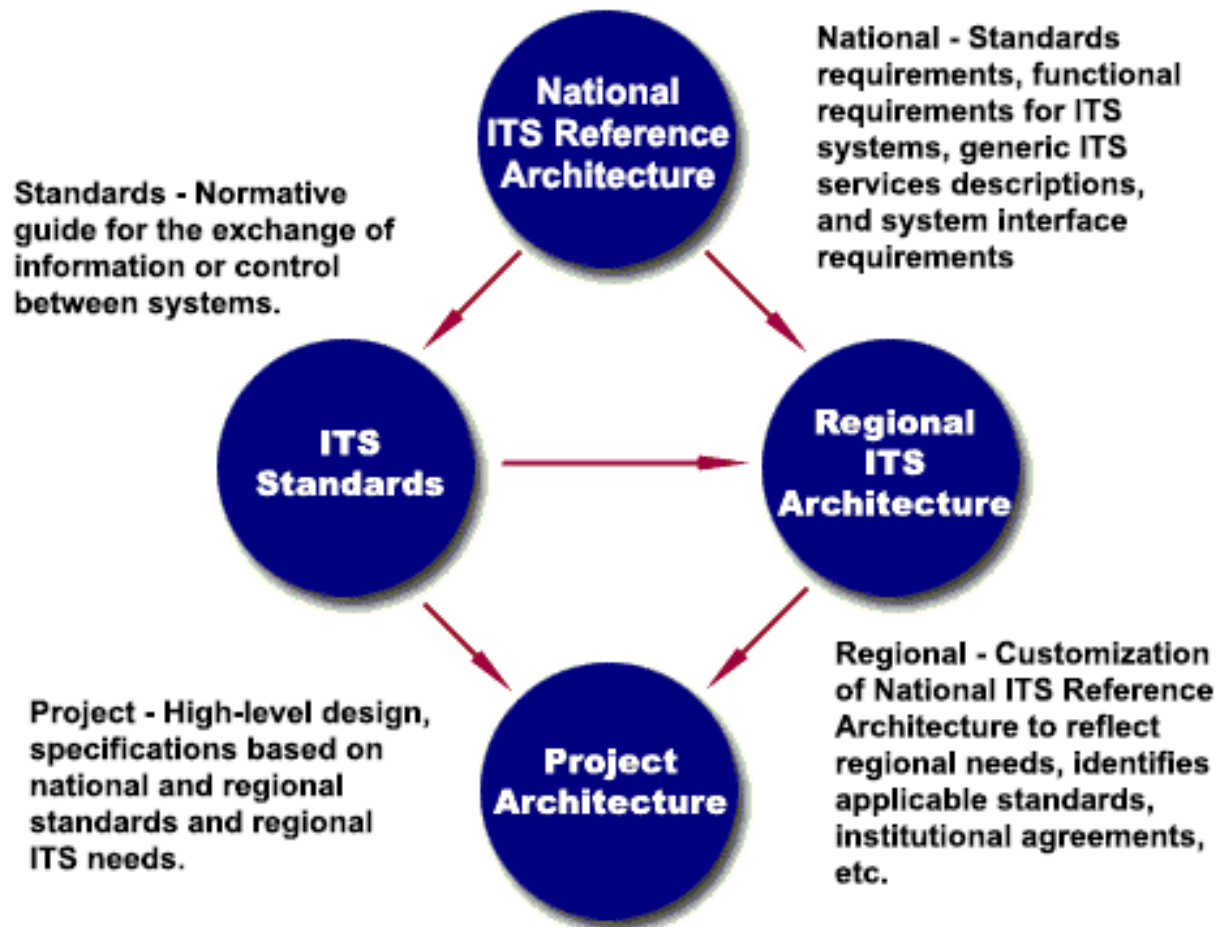 National
ITS Reference
Architecture
National - Standards
requirements, functional
requirements for ITS
systems, generic ITS
services descriptions,
and system interface
requirements
Standards - Normative
guide for the exchange of
information or control
between systems.
ITS
Standards
Regional
ITS
Architecture
Project - High-level design,
specifications based on
national and regional
standards and regional
ITS needs.
Project
Architecture
Regional - Customization
of National ITS Reference
Architecture to reflect
regional needs, identifies
applicable standards,
institutional agreements,
etc.